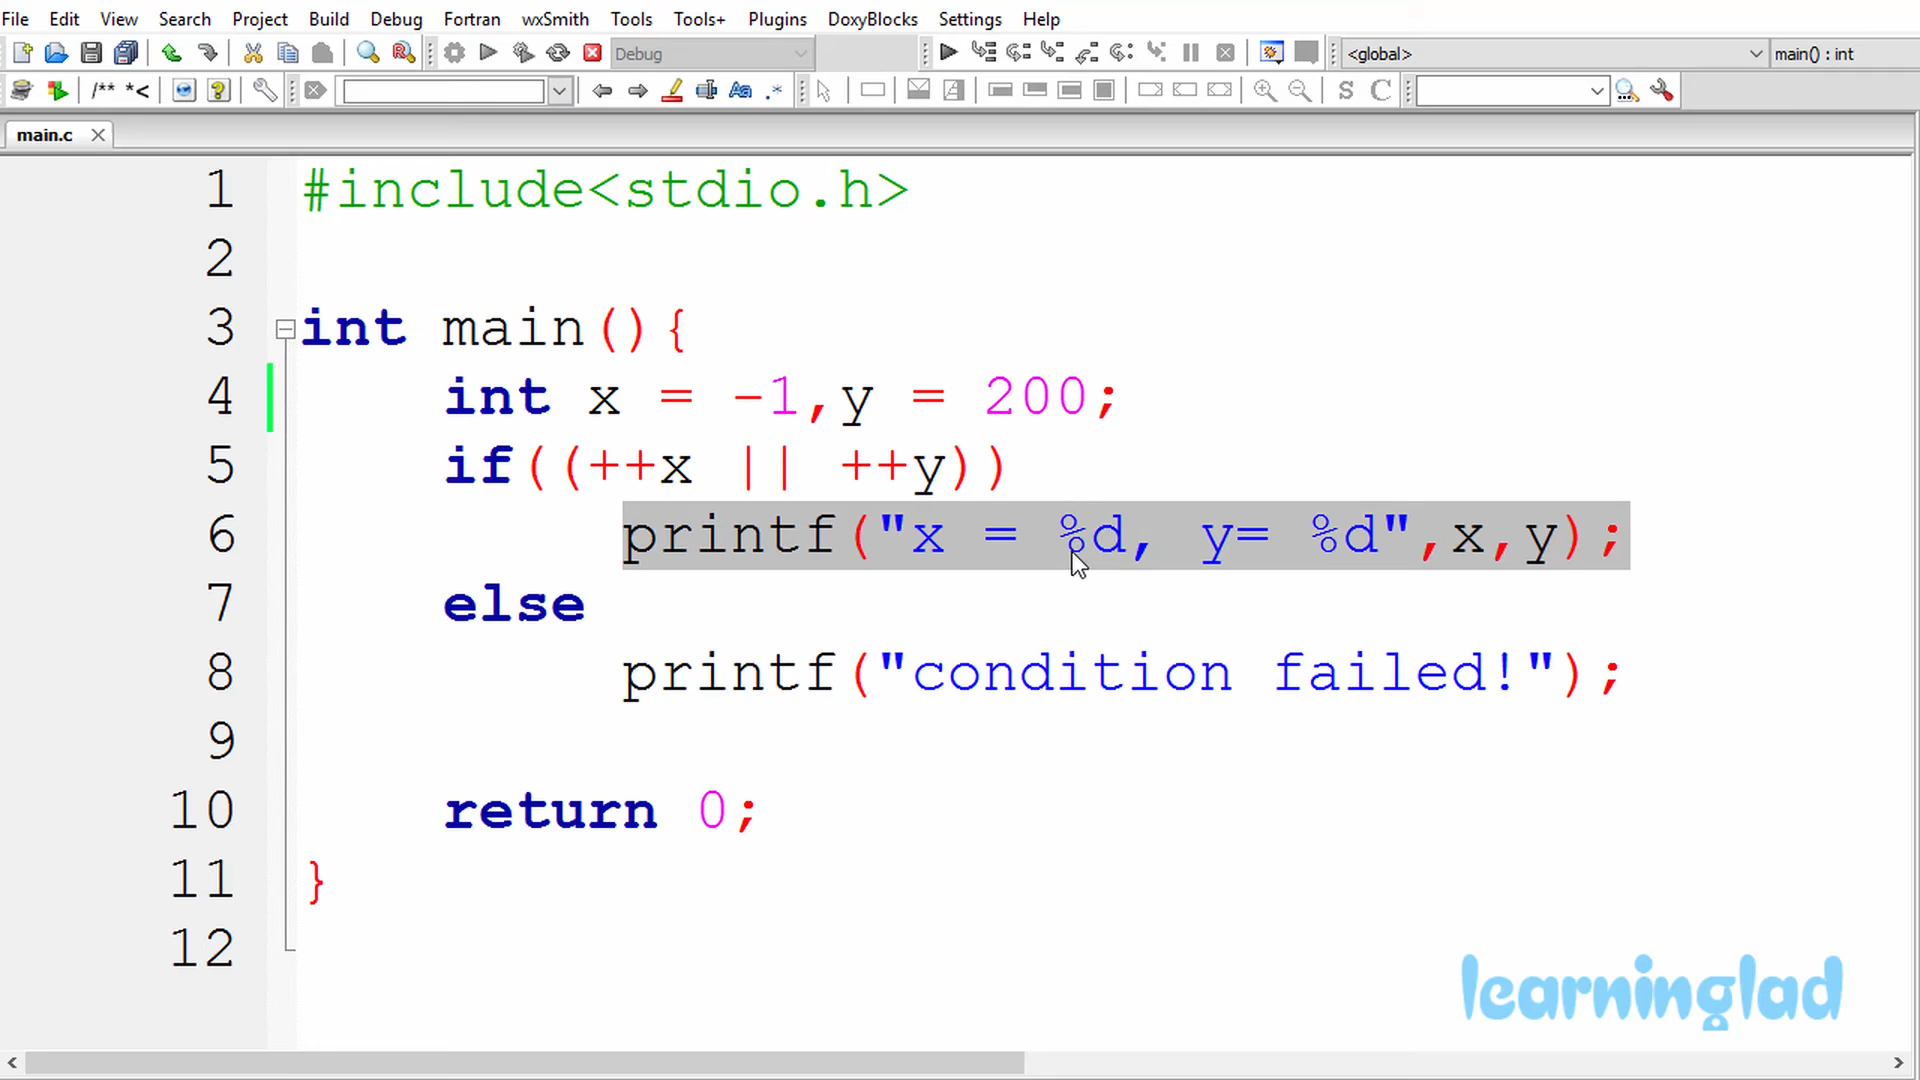 File Edit View Search Project Build Debug Fortran wxSmith Tools Tools+ Plugins DoxyBlocks Settings Help
Debug <global> main() : int
/** *< Aa .* S C
main.c
1 #include<stdio.h>
2
3 int main(){
4 int x = -1,y = 200;
5 if((++x || ++y))
6 printf("x = %d, y= %d",x,y);
7 else
8 printf("condition failed!");
9
10 return 0;
11 }
12
learninglad